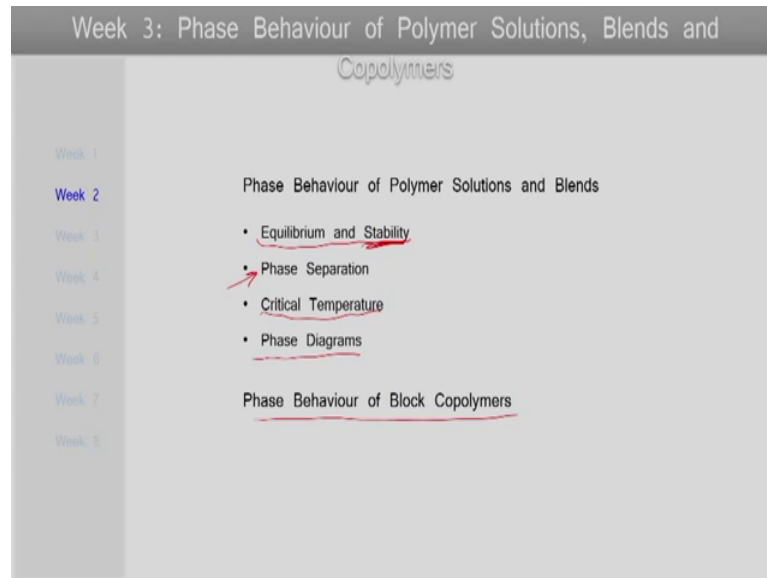 Week 3: Phase Behaviour of Polymer Solutions, Blends and
Copolymers
Week 1
Week 2
Week 3
Week 4
Week 5
Week 6
Week 7
Week 8
Phase Behaviour of Polymer Solutions and Blends
• Equilibrium and Stability
• Phase Separation
• Critical Temperature
• Phase Diagrams
Phase Behaviour of Block Copolymers